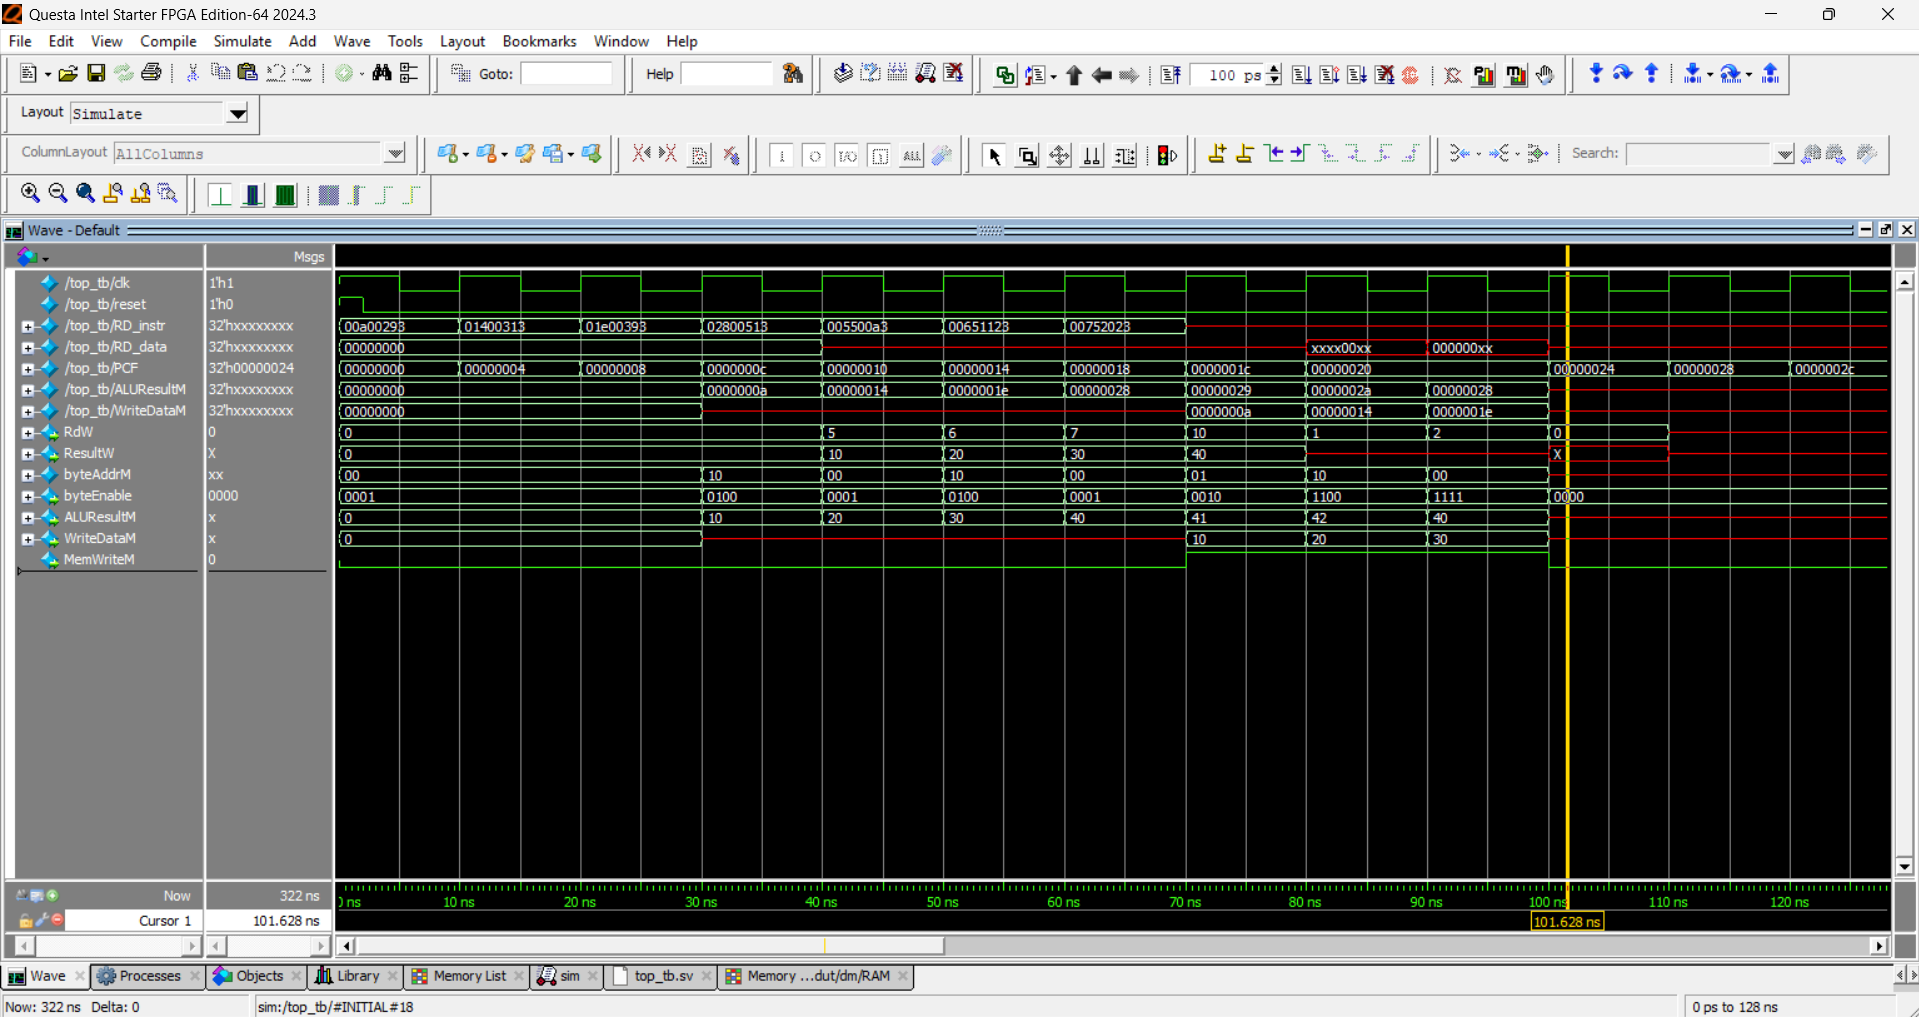 Questa Intel Starter FPGA Edition-64 2024.3
File Edit View Compile Simulate Add Wave Tools Layout Bookmarks Window Help
Goto: Help 100 ps
Layout Simulate
ColumnLayout AllColumns Search:
Wave - Default
Msgs
/top_tb/clk 1'h1
/top_tb/reset 1'h0
/top_tb/RD_instr 32'hxxxxxxxx 00a00293 01400313 01e00393 02800513 005500a3 00651123 00752023
/top_tb/RD_data 32'hxxxxxxxx 00000000 xxxx00xx 000000xx
/top_tb/PCF 32'h00000024 00000000 00000004 00000008 0000000c 00000010 00000014 00000018 0000001c 00000020 00000024 00000028 0000002c
/top_tb/ALUResultM 32'hxxxxxxxx 00000000 0000000a 00000014 0000001e 00000028 00000029 0000002a 00000028
/top_tb/WriteDataM 32'hxxxxxxxx 00000000 0000000a 00000014 0000001e
RdW 0 0 5 6 7 10 1 2 0
ResultW X 0 10 20 30 40 X
byteAddrM xx 00 10 00 10 00 01 10 00
byteEnable 0000 0001 0100 0001 0100 0001 0010 1100 1111 0000
ALUResultM x 0 10 20 30 40 41 42 40
WriteDataM x 0 10 20 30
MemWriteM 0
Now 322 ns 0 ns 10 ns 20 ns 30 ns 40 ns 50 ns 60 ns 70 ns 80 ns 90 ns 100 ns 110 ns 120 ns
Cursor 1 101.628 ns 101.628 ns
Wave Processes Objects Library Memory List sim top_tb.sv Memory ...dut/dm/RAM
Now: 322 ns Delta: 0 sim:/top_tb/#INITIAL#18 0 ps to 128 ns